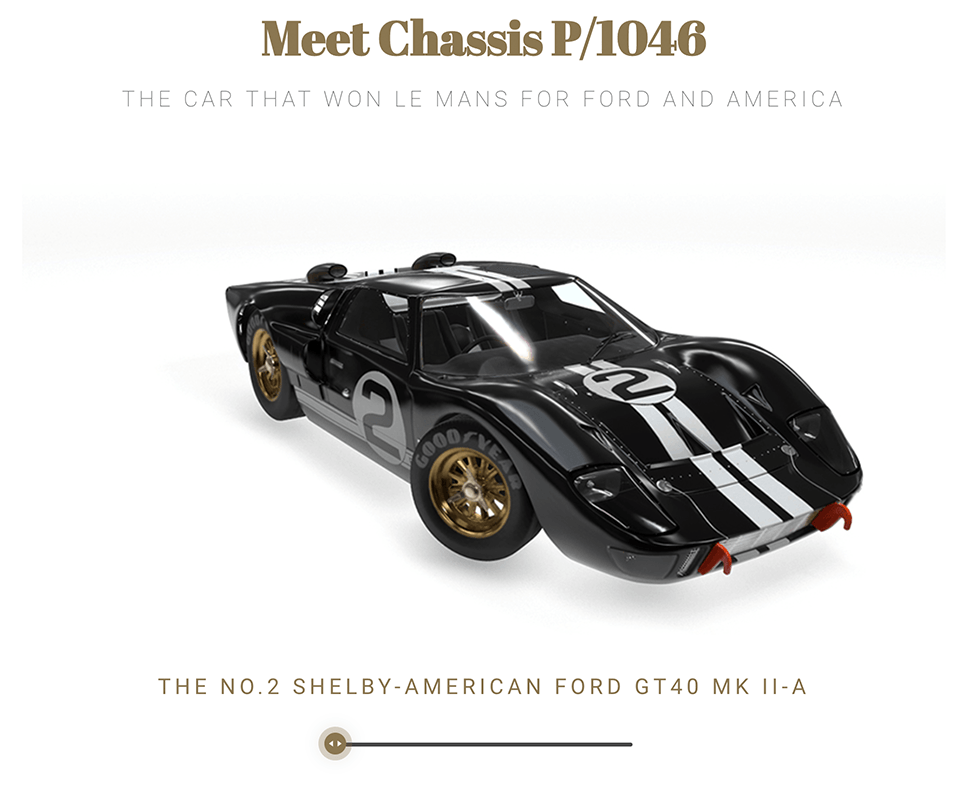 Meet Chassis P/1046
THE CAR THAT WON LE MANS FOR FORD AND AMERICA
2
2
GOODYEAR
THE NO.2 SHELBY-AMERICAN FORD GT40 MK II-A